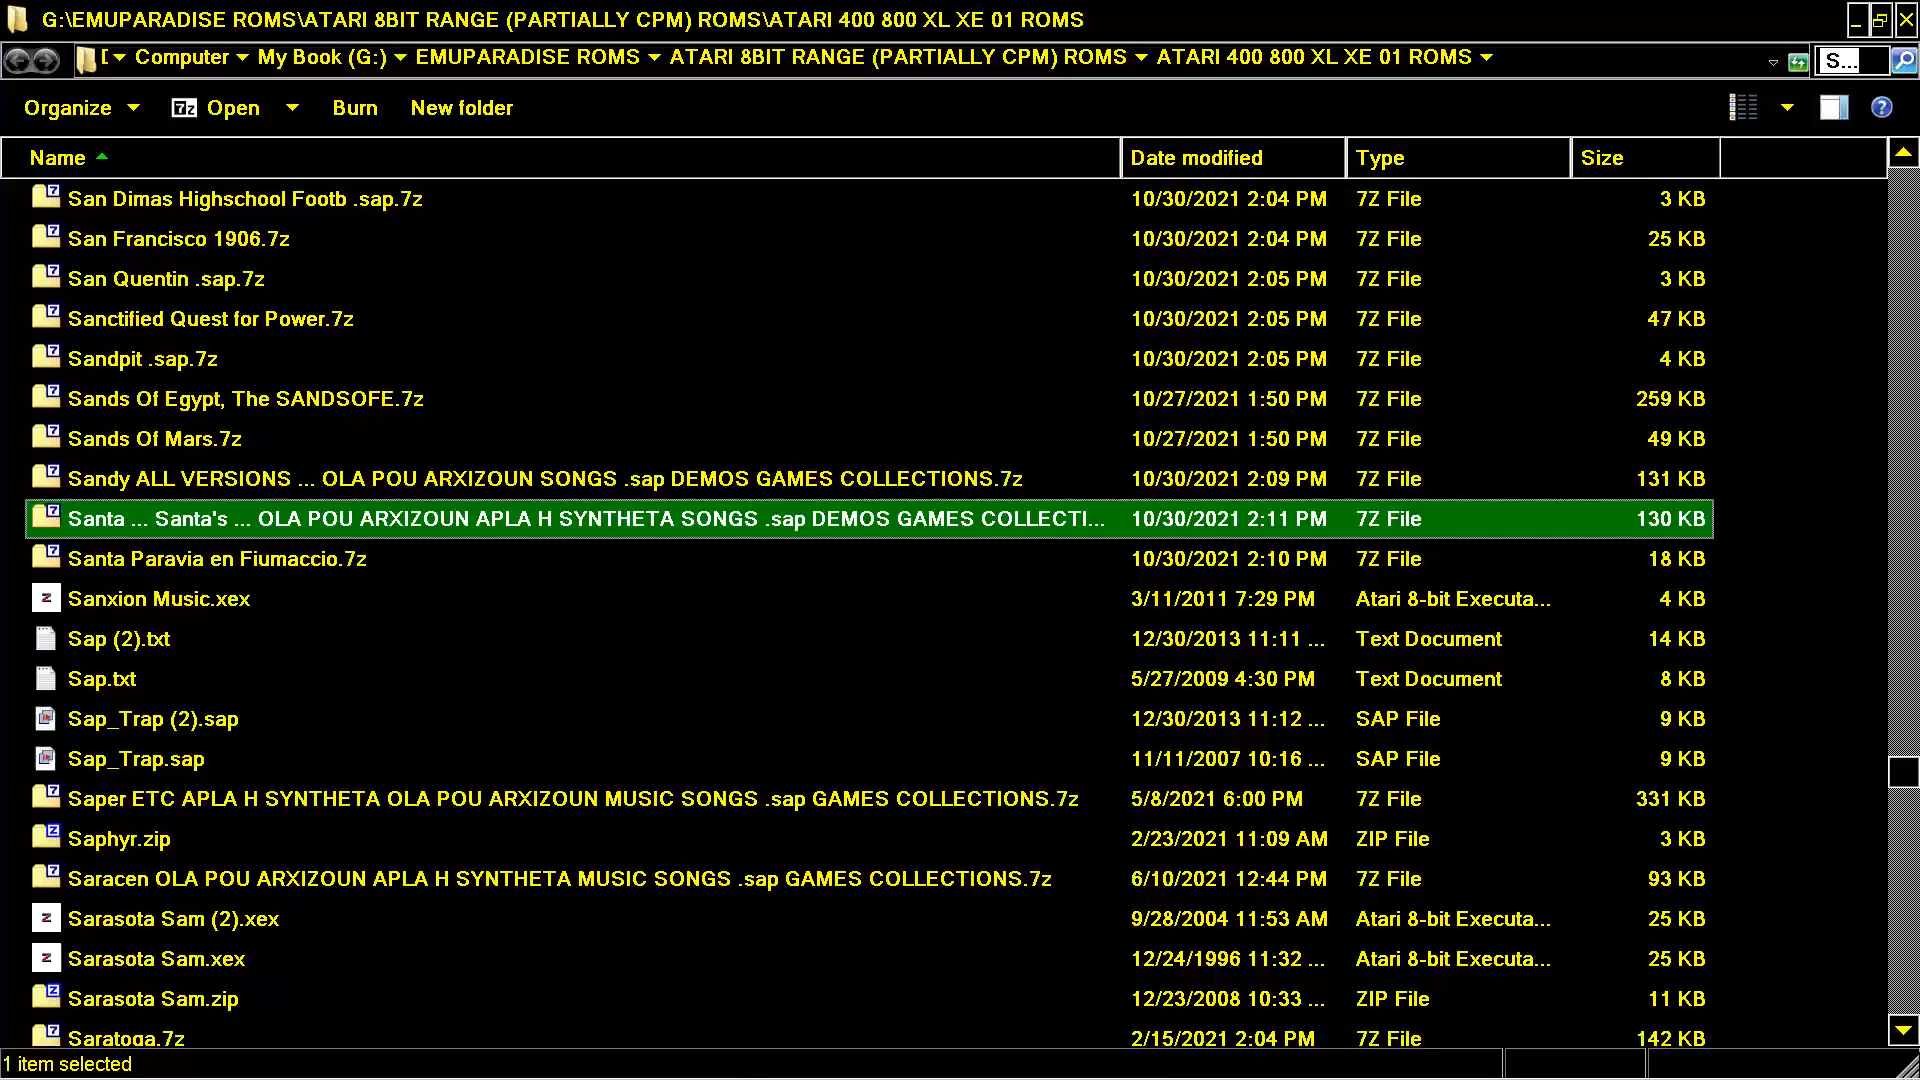 G:\EMUPARADISE ROMS\ATARI 8BIT RANGE (PARTIALLY CPM) ROMS\ATARI 400 800 XL XE 01 ROMS
Computer My Book (G:) EMUPARADISE ROMS ATARI 8BIT RANGE (PARTIALLY CPM) ROMS ATARI 400 800 XL XE 01 ROMS S...
Organize Open Burn New folder
Name Date modified Type Size
San Dimas Highschool Footb .sap.7z 10/30/2021 2:04 PM 7Z File 3 KB
San Francisco 1906.7z 10/30/2021 2:04 PM 7Z File 25 KB
San Quentin .sap.7z 10/30/2021 2:05 PM 7Z File 3 KB
Sanctified Quest for Power.7z 10/30/2021 2:05 PM 7Z File 47 KB
Sandpit .sap.7z 10/30/2021 2:05 PM 7Z File 4 KB
Sands Of Egypt, The SANDSOFE.7z 10/27/2021 1:50 PM 7Z File 259 KB
Sands Of Mars.7z 10/27/2021 1:50 PM 7Z File 49 KB
Sandy ALL VERSIONS ... OLA POU ARXIZOUN SONGS .sap DEMOS GAMES COLLECTIONS.7z 10/30/2021 2:09 PM 7Z File 131 KB
Santa ... Santa's ... OLA POU ARXIZOUN APLA H SYNTHETA SONGS .sap DEMOS GAMES COLLECTI... 10/30/2021 2:11 PM 7Z File 130 KB
Santa Paravia en Fiumaccio.7z 10/30/2021 2:10 PM 7Z File 18 KB
Sanxion Music.xex 3/11/2011 7:29 PM Atari 8-bit Executa... 4 KB
Sap (2).txt 12/30/2013 11:11 ... Text Document 14 KB
Sap.txt 5/27/2009 4:30 PM Text Document 8 KB
Sap_Trap (2).sap 12/30/2013 11:12 ... SAP File 9 KB
Sap_Trap.sap 11/11/2007 10:16 ... SAP File 9 KB
Saper ETC APLA H SYNTHETA OLA POU ARXIZOUN MUSIC SONGS .sap GAMES COLLECTIONS.7z 5/8/2021 6:00 PM 7Z File 331 KB
Saphyr.zip 2/23/2021 11:09 AM ZIP File 3 KB
Saracen OLA POU ARXIZOUN APLA H SYNTHETA MUSIC SONGS .sap GAMES COLLECTIONS.7z 6/10/2021 12:44 PM 7Z File 93 KB
Sarasota Sam (2).xex 9/28/2004 11:53 AM Atari 8-bit Executa... 25 KB
Sarasota Sam.xex 12/24/1996 11:32 ... Atari 8-bit Executa... 25 KB
Sarasota Sam.zip 12/23/2008 10:33 ... ZIP File 11 KB
Saratoga.7z 2/15/2021 2:04 PM 7Z File 142 KB
1 item selected